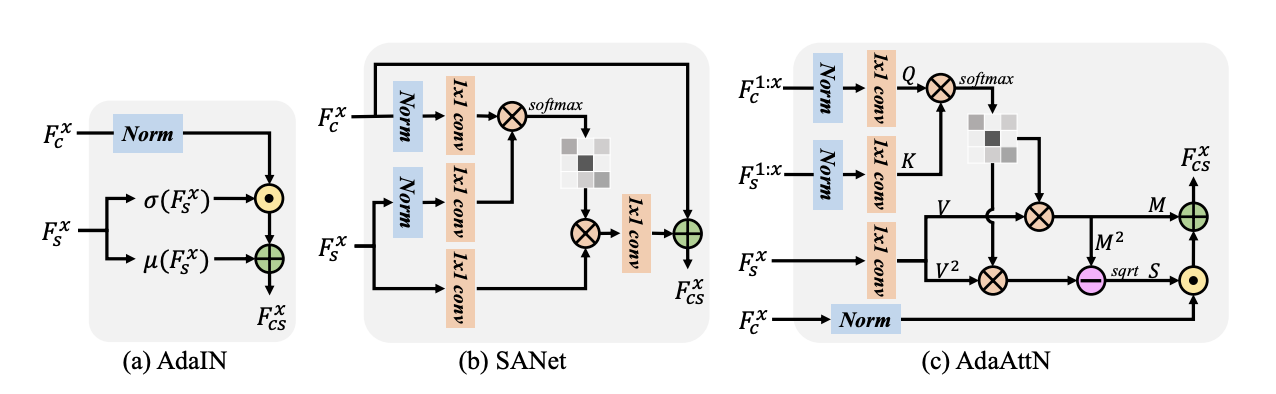 F_c^x
Norm
σ(F_s^x)
F_s^x
μ(F_s^x)
F_cs^x
(a) AdaIN
F_c^x
Norm
1x1 conv
softmax
Norm
1x1 conv
1x1 conv
F_s^x
1x1 conv
F_cs^x
(b) SANet
F_c^1:x
Norm
1x1 conv
Q
softmax
F_s^1:x
Norm
1x1 conv
K
F_cs^x
V
M
F_s^x
1x1 conv
M²
V²
sqrt
S
F_c^x
Norm
(c) AdaAttN